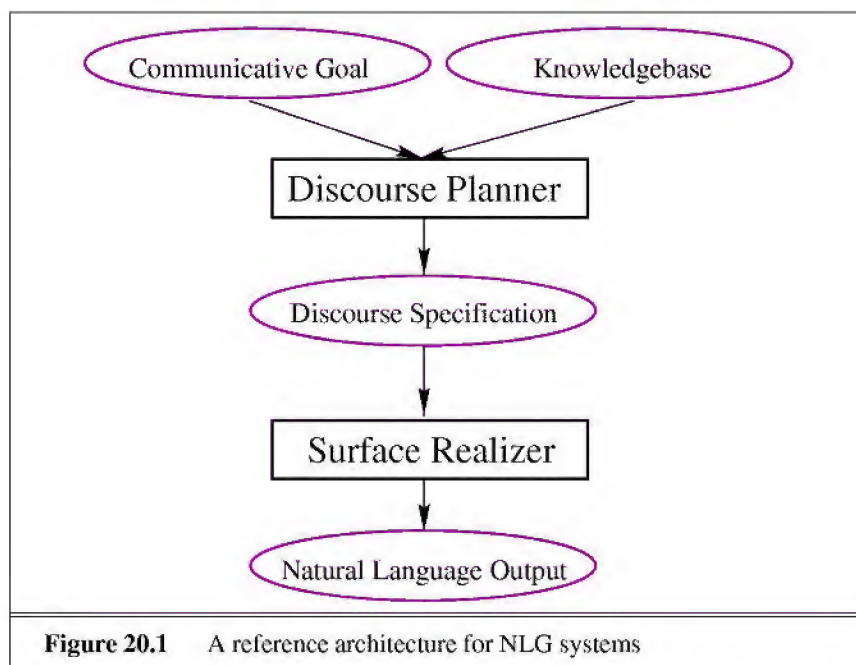 Communicative Goal
Knowledgebase
Discourse Planner
Discourse Specification
Surface Realizer
Natural Language Output
Figure 20.1 A reference architecture for NLG systems